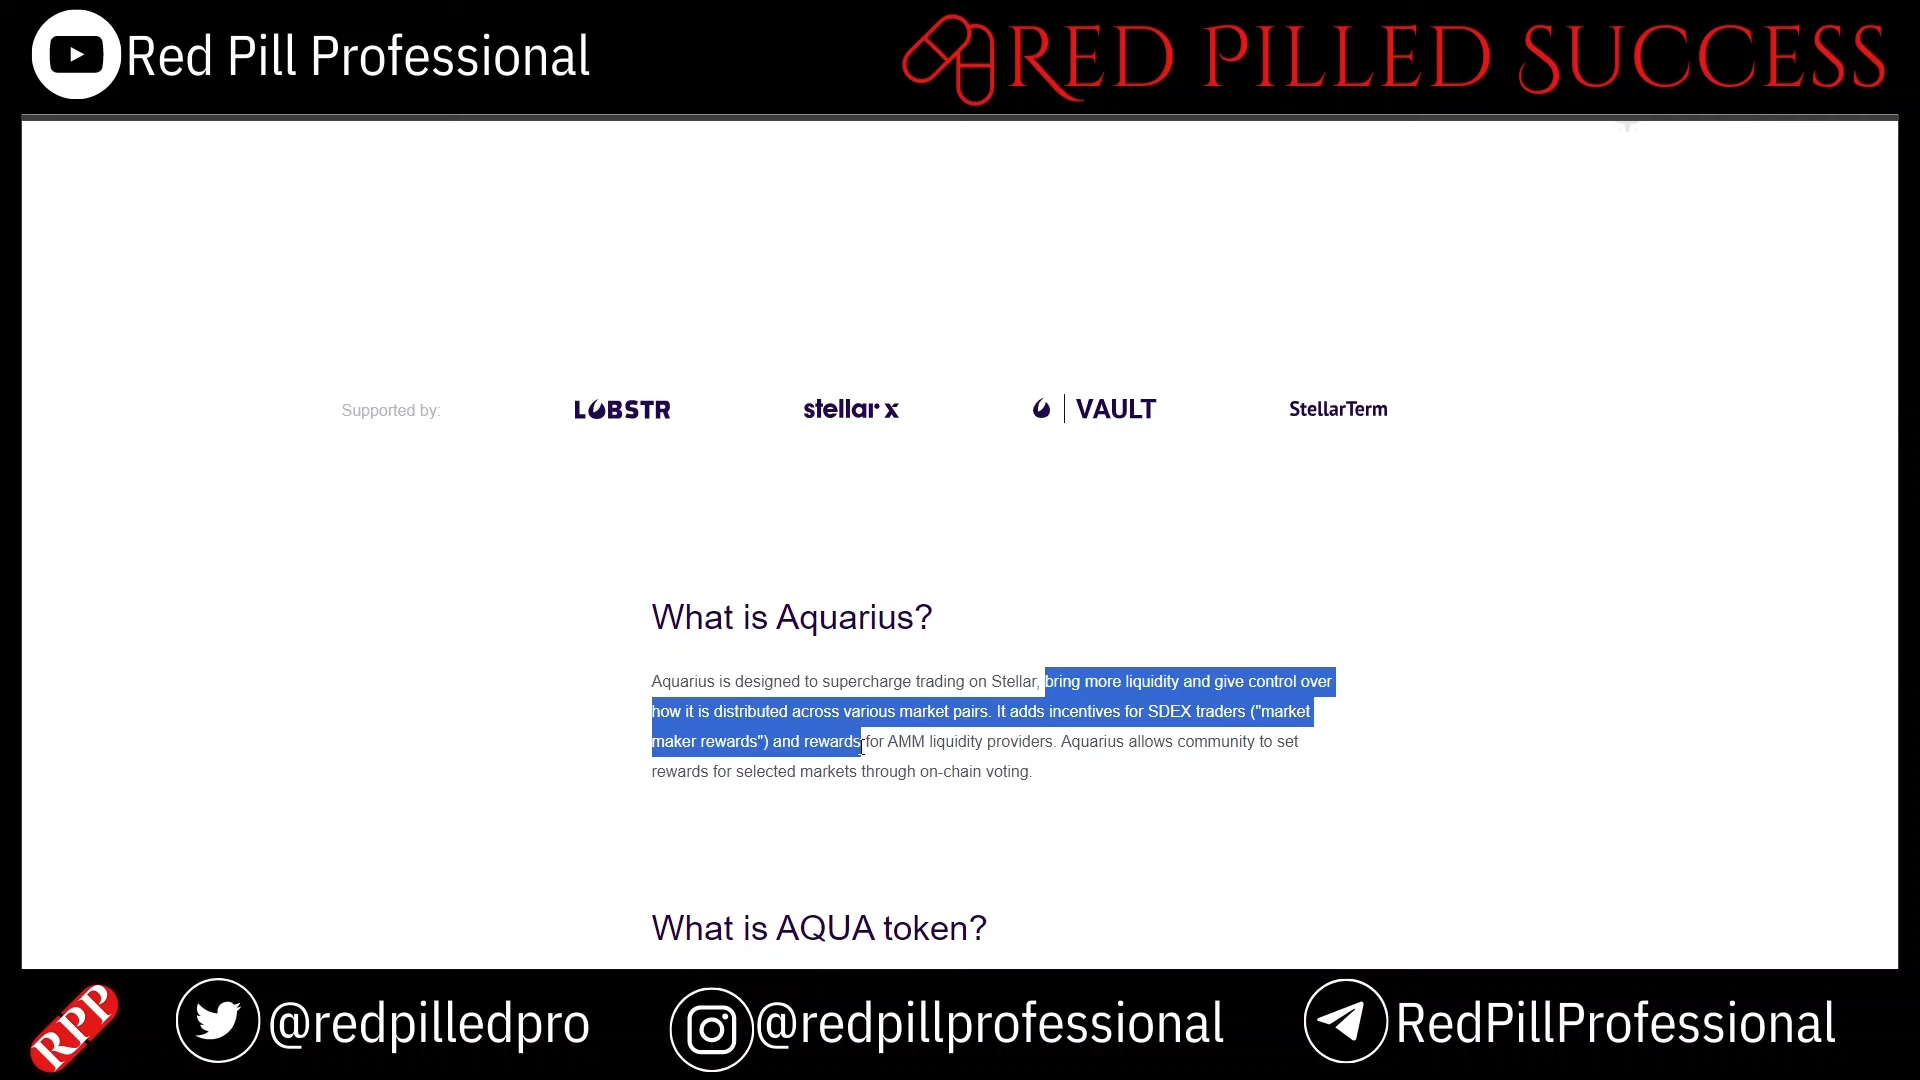 Red Pill Professional
RED PILLED SUCCESS
Supported by:
LOBSTR
stellar x
VAULT
StellarTerm
What is Aquarius?
Aquarius is designed to supercharge trading on Stellar, bring more liquidity and give control over
how it is distributed across various market pairs. It adds incentives for SDEX traders ("market
maker rewards") and rewards for AMM liquidity providers. Aquarius allows community to set
rewards for selected markets through on-chain voting.
What is AQUA token?
RPP
@redpilledpro
@redpillprofessional
RedPillProfessional